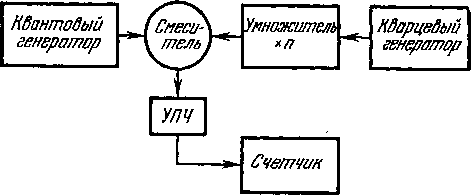 Квантовый
генератор
Смеси-
тель
Умножитель
×n
Кварцевый
генератор
УПЧ
Счетчик